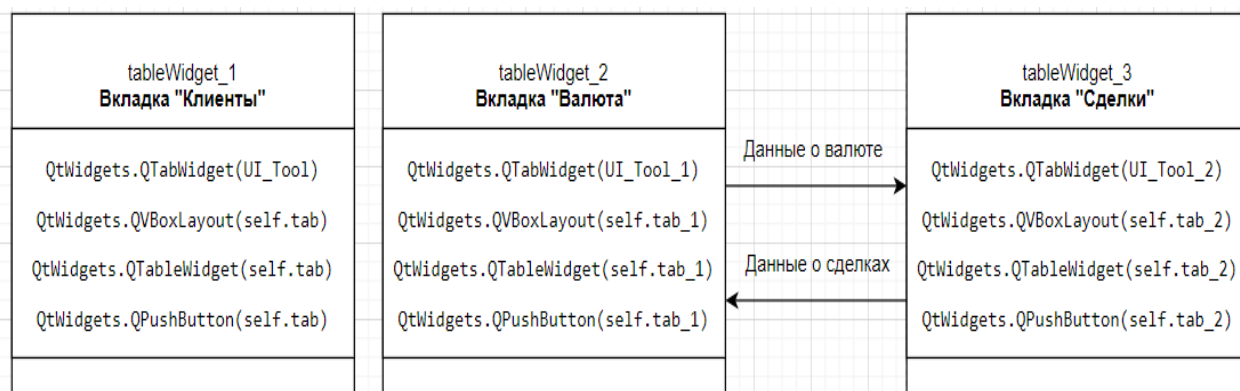 tableWidget_1
Вкладка "Клиенты"
QtWidgets.QTabWidget(UI_Tool)
QtWidgets.QVBoxLayout(self.tab)
QtWidgets.QTableWidget(self.tab)
QtWidgets.QPushButton(self.tab)
tableWidget_2
Вкладка "Валюта"
QtWidgets.QTabWidget(UI_Tool_1)
QtWidgets.QVBoxLayout(self.tab_1)
QtWidgets.QTableWidget(self.tab_1)
QtWidgets.QPushButton(self.tab_1)
Данные о валюте
Данные о сделках
tableWidget_3
Вкладка "Сделки"
QtWidgets.QTabWidget(UI_Tool_2)
QtWidgets.QVBoxLayout(self.tab_2)
QtWidgets.QTableWidget(self.tab_2)
QtWidgets.QPushButton(self.tab_2)